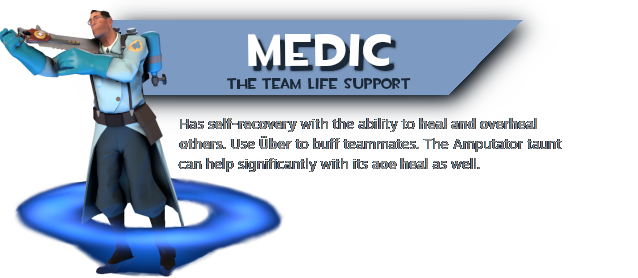 MEDIC
THE TEAM LIFE SUPPORT
Has self-recovery with the ability to heal and overheal
others. Use Über to buff teammates. The Amputator taunt
can help significantly with its aoe heal as well.